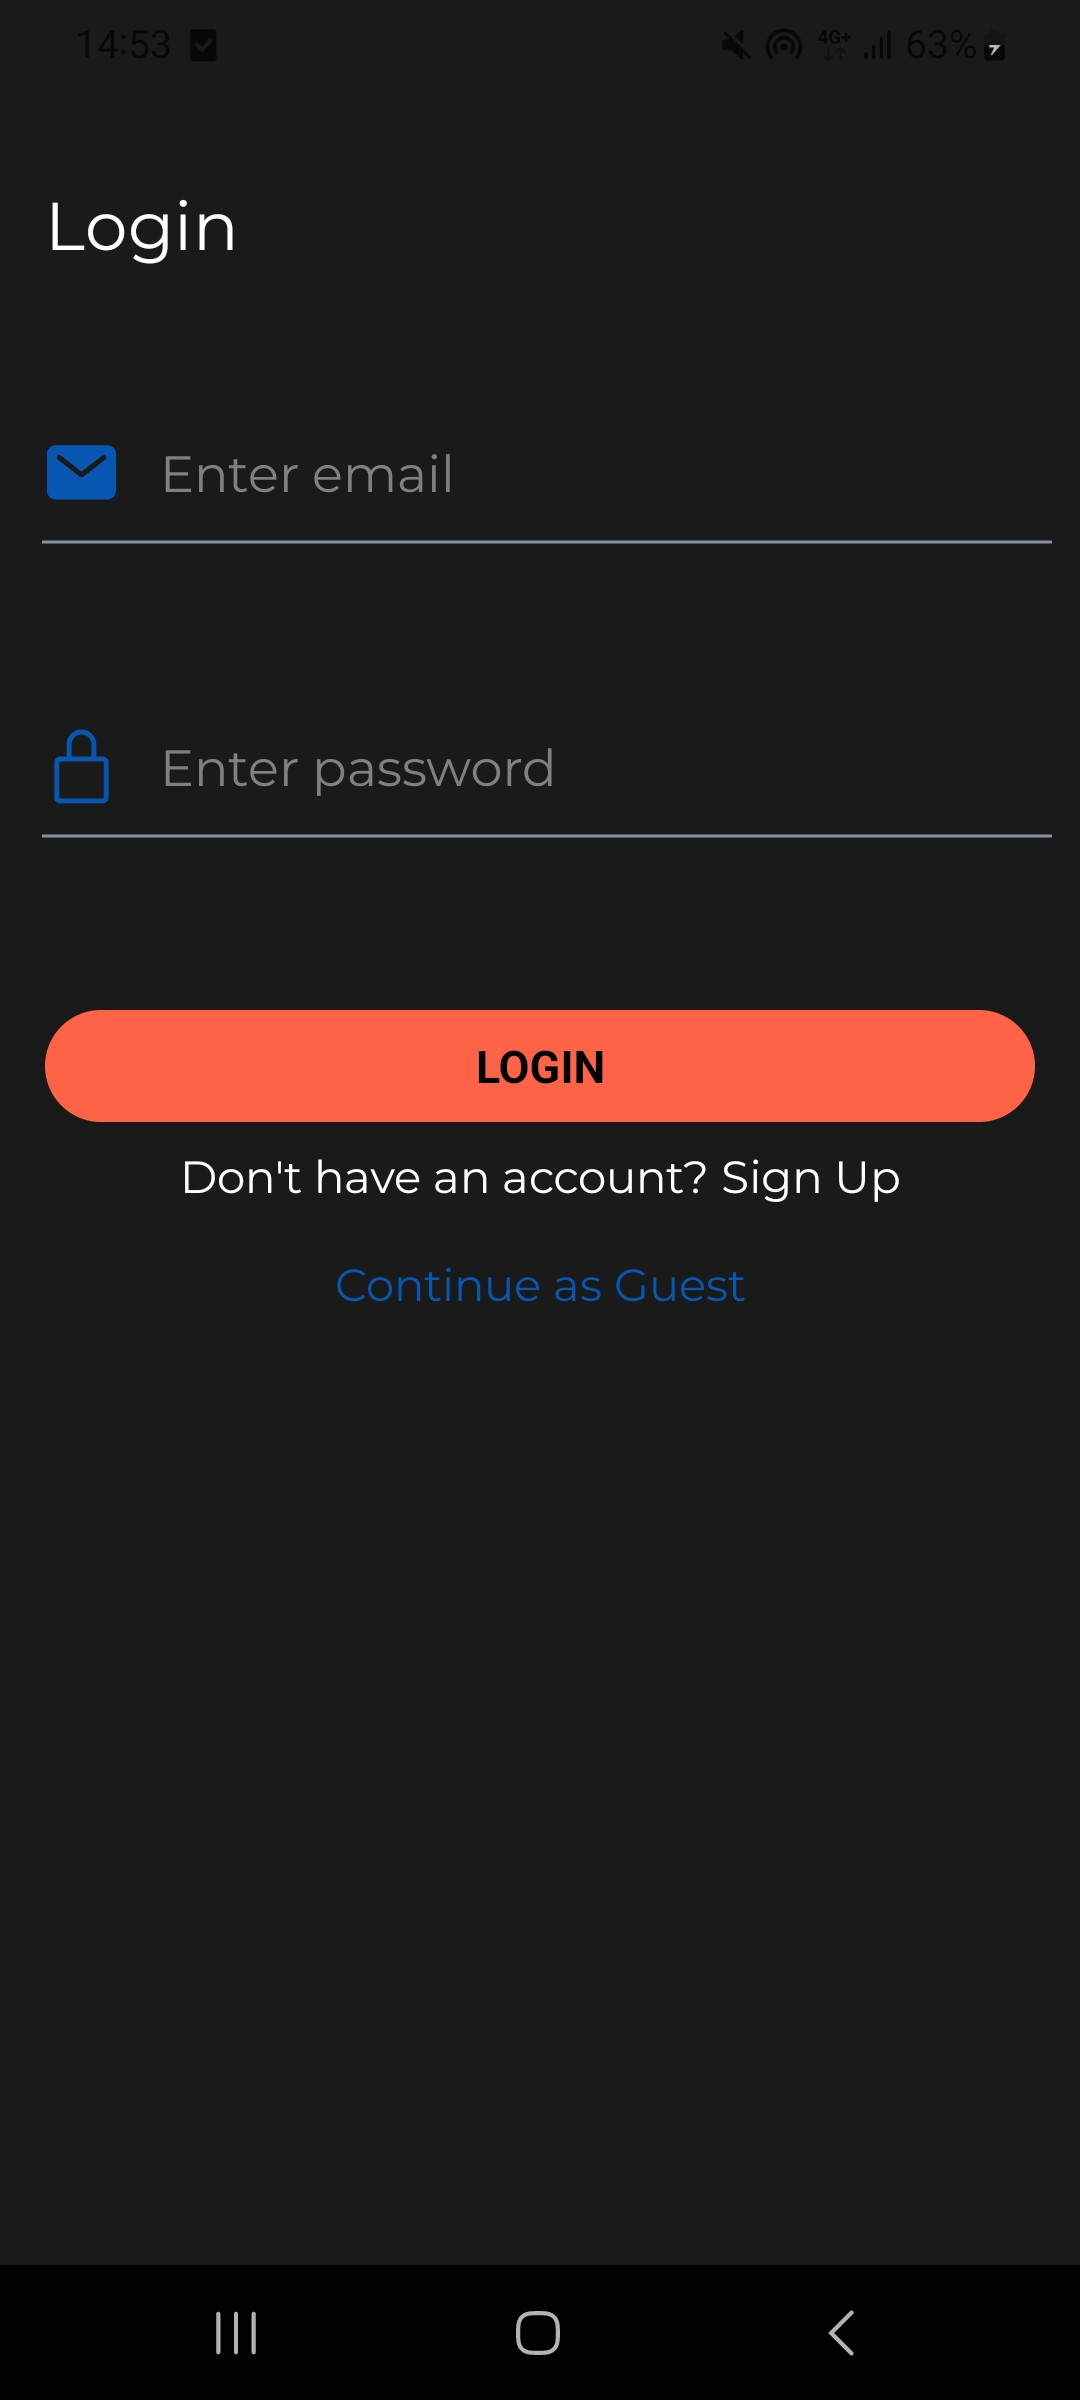 14:53 4G+ 63%
Login
Enter email
Enter password
LOGIN
Don't have an account? Sign Up
Continue as Guest